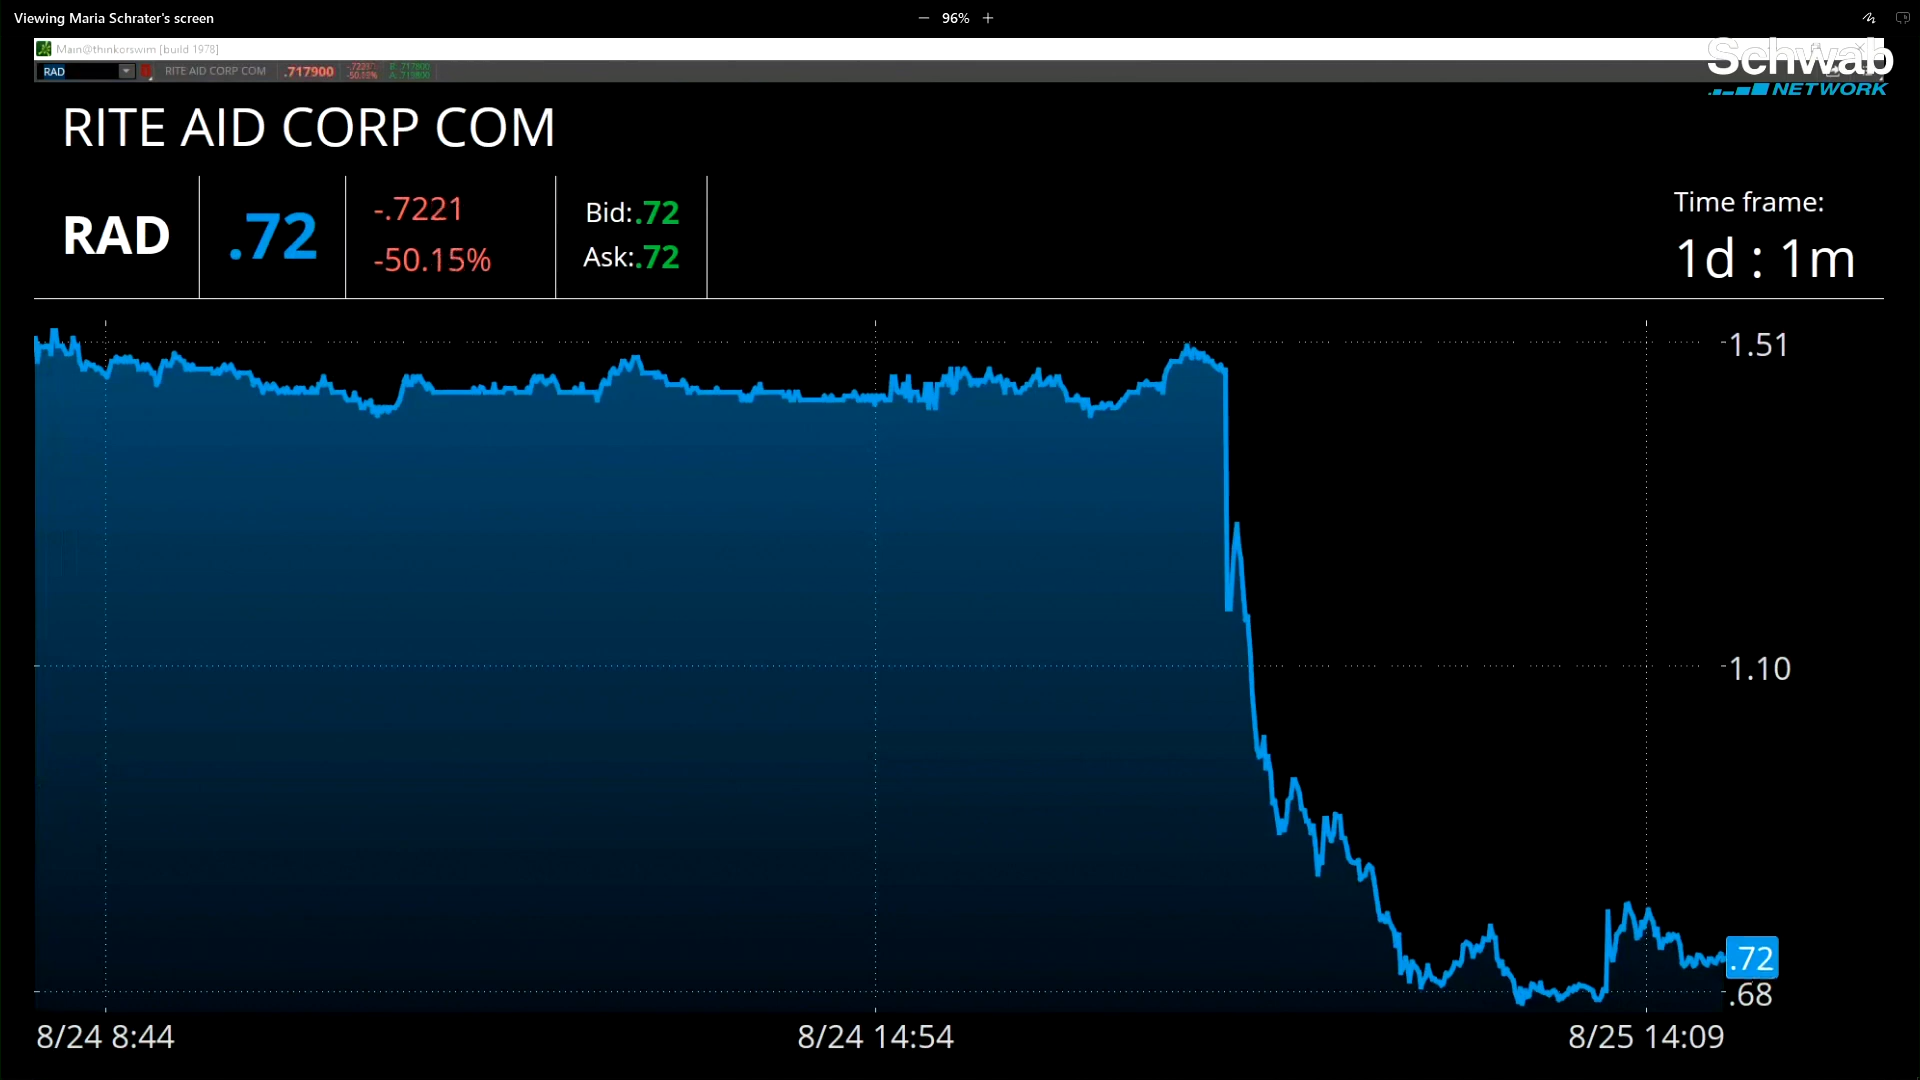 Viewing Maria Schrater's screen
— 96% +
Main@thinkorswim [build 1978]
Schwab
NETWORK
RAD RITE AID CORP COM .717900 -50.15%
RITE AID CORP COM
RAD .72
-.7221
-50.15%
Bid:.72
Ask:.72
Time frame:
1d : 1m
1.51
1.10
.72
.68
8/24 8:44 8/24 14:54 8/25 14:09